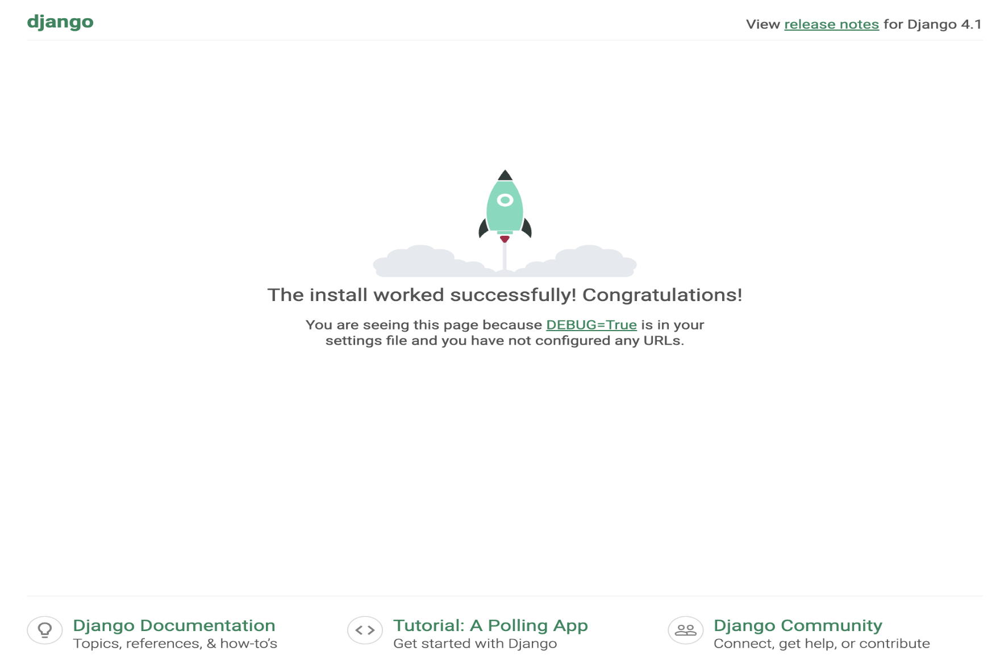 django
View release notes for Django 4.1
The install worked successfully! Congratulations!
You are seeing this page because DEBUG=True is in your
settings file and you have not configured any URLs.
Django Documentation
Topics, references, & how-to’s
Tutorial: A Polling App
Get started with Django
Django Community
Connect, get help, or contribute